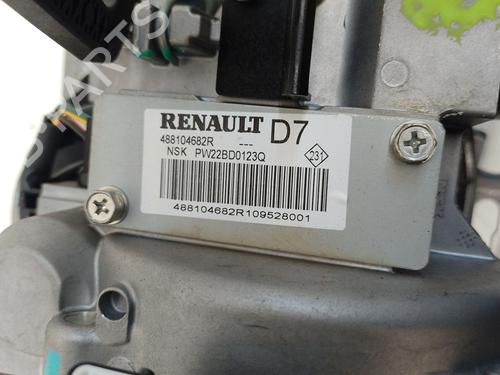 RENAULT D7
488104682R ---
NSK PW22BD0123Q
231
488104682R109528001